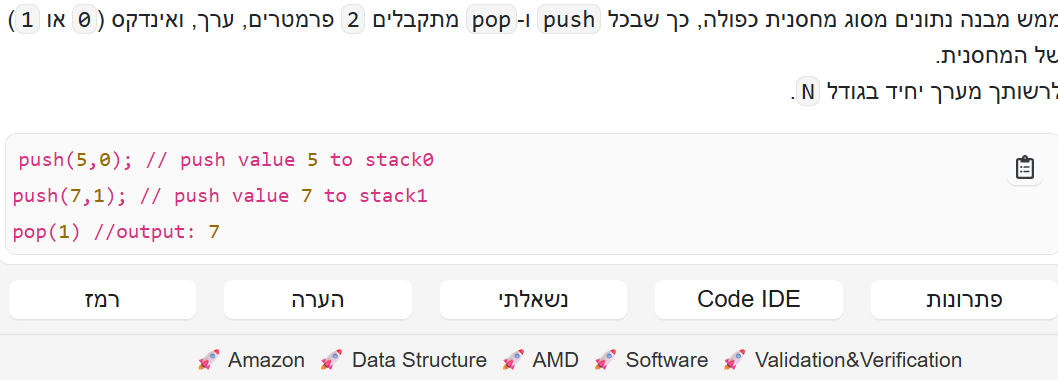 ממש מבנה נתונים מסוג מחסנית כפולה, כך שבכל push ו-pop מתקבלים 2 פרמטרים, ערך, ואינדקס (0 או 1)
של המחסנית.
לרשותך מערך יחיד בגודל N.
push(5,0); // push value 5 to stack0
push(7,1); // push value 7 to stack1
pop(1) //output: 7
פתרונות Code IDE נשאלתי הערה רמז
🚀 Amazon 🚀 Data Structure 🚀 AMD 🚀 Software 🚀 Validation&Verification